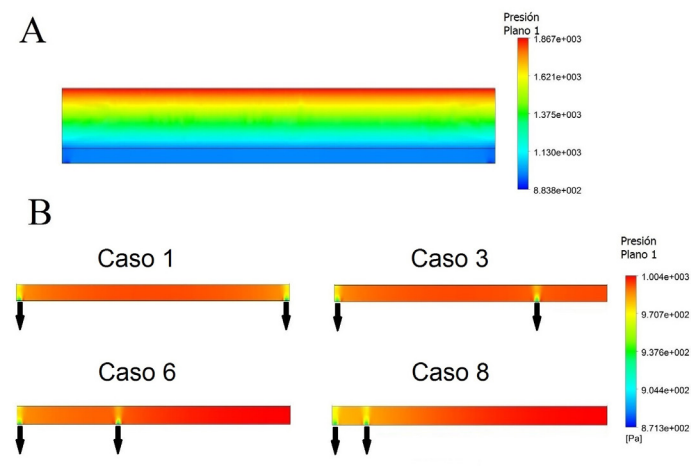 A
Presión
Plano 1
1.867e+003
1.621e+003
1.375e+003
1.130e+003
8.838e+002
B
Caso 1
Caso 3
Caso 6
Caso 8
Presión
Plano 1
1.004e+003
9.707e+002
9.376e+002
9.044e+002
8.713e+002
[Pa]